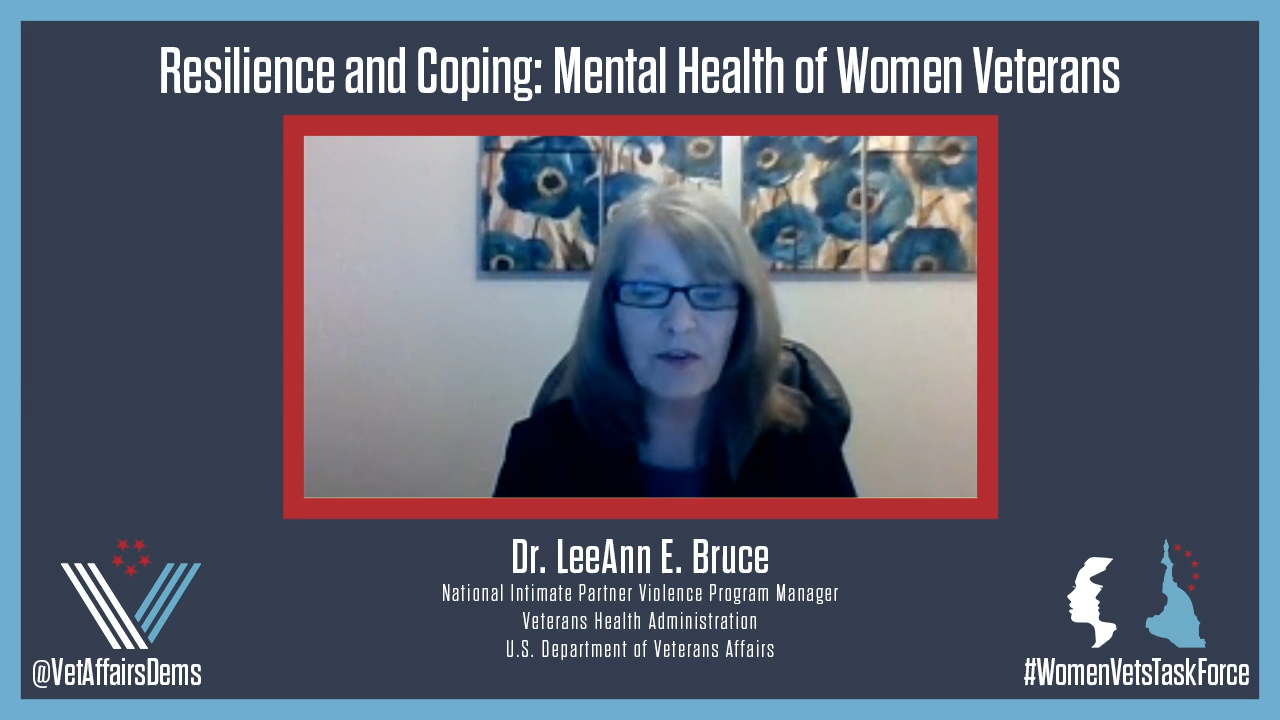 Resilience and Coping: Mental Health of Women Veterans
Dr. LeeAnn E. Bruce
National Intimate Partner Violence Program Manager
Veterans Health Administration
U.S. Department of Veterans Affairs
@VetAffairsDems
#WomenVetsTaskForce